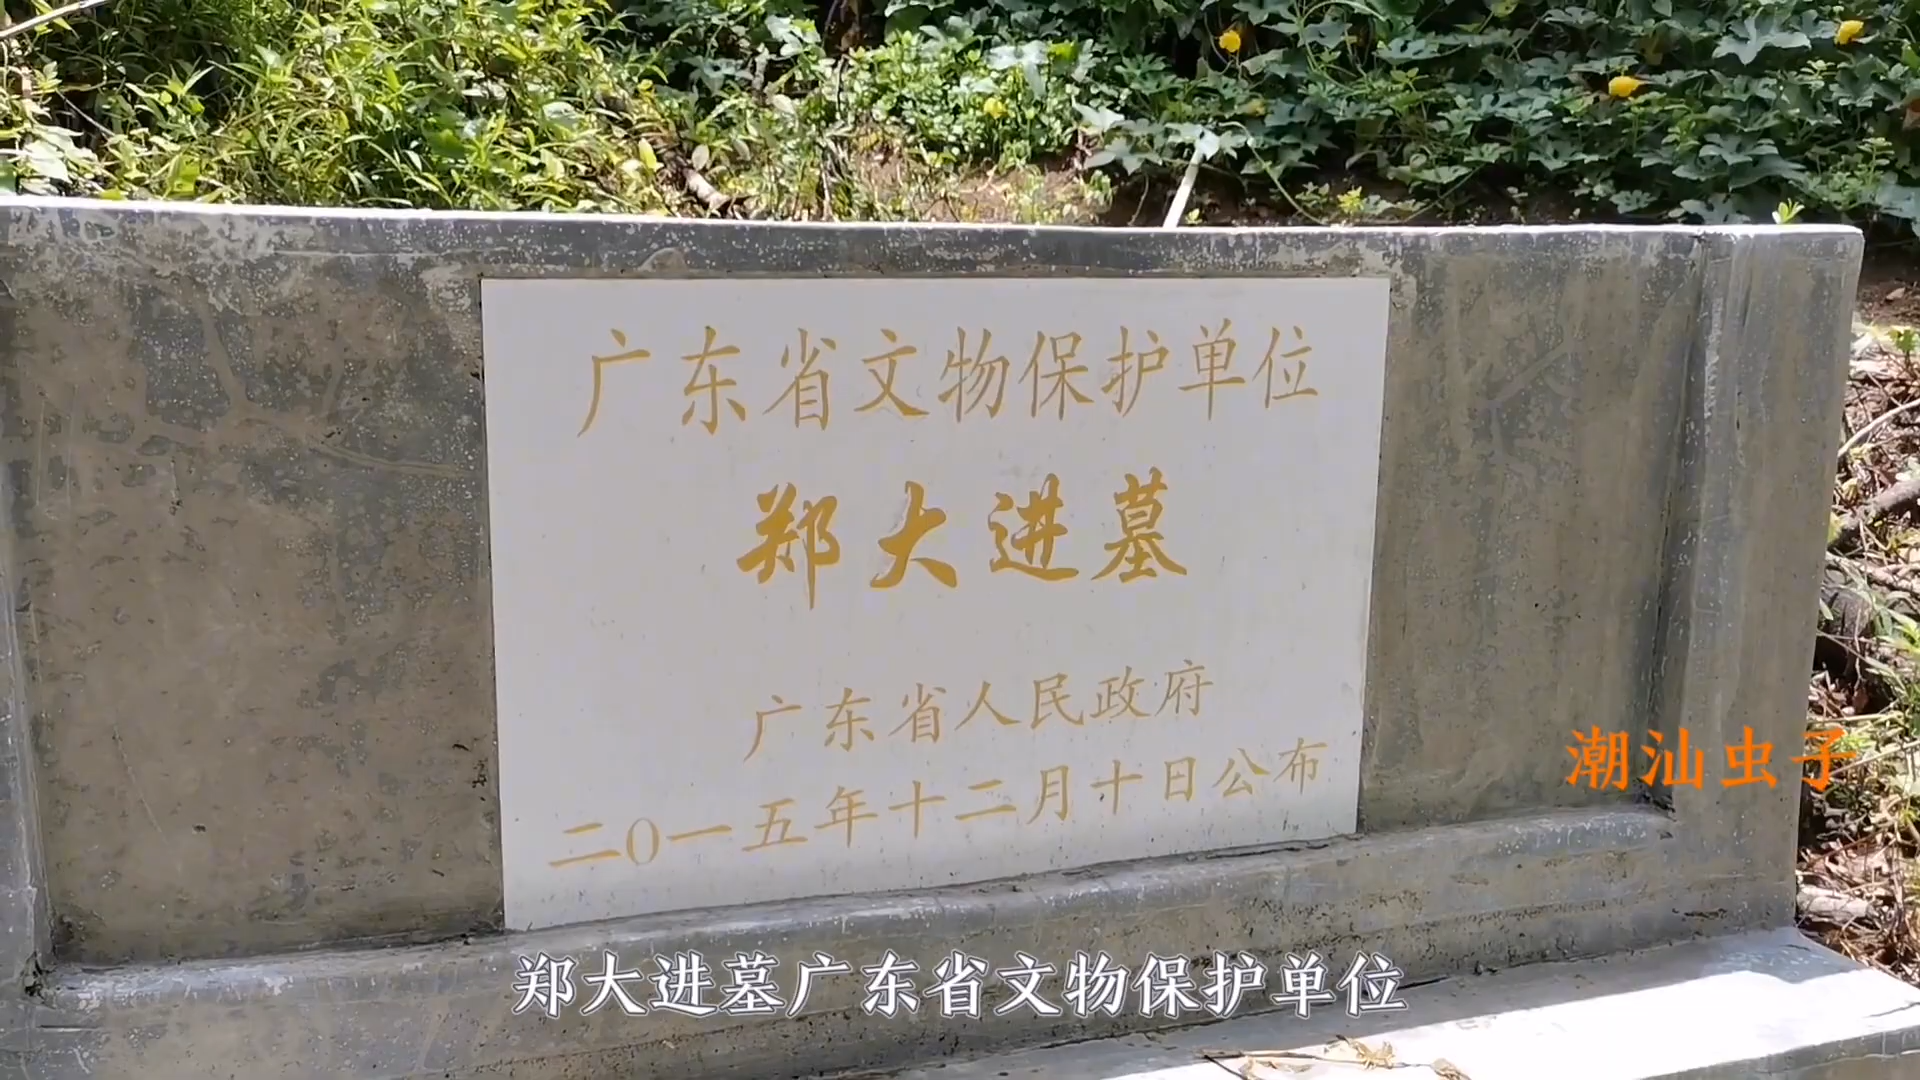 广东省文物保护单位
郑大进墓
广东省人民政府
二〇一五年十二月十日公布
潮汕虫子
郑大进墓广东省文物保护单位